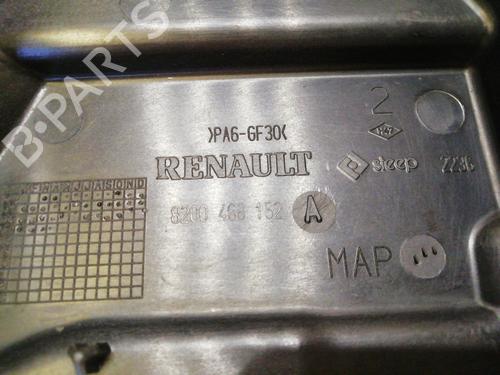 B-PARTS
2
>PA6-GF30<
RENAULT
sleep 2236
8200 468 152 A
MAP